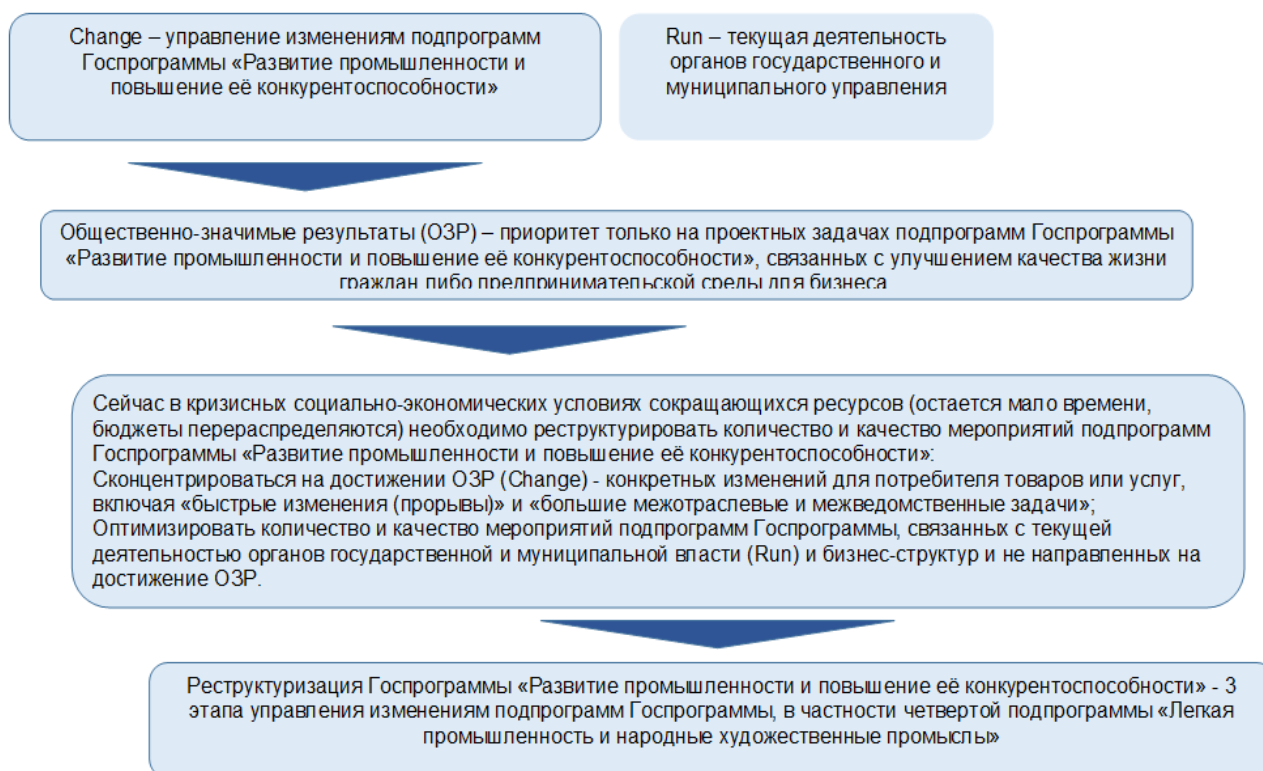 Change – управление изменениям подпрограмм
Госпрограммы «Развитие промышленности и
повышение её конкурентоспособности»
Run – текущая деятельность
органов государственного и
муниципального управления
Общественно-значимые результаты (ОЗР) – приоритет только на проектных задачах подпрограмм Госпрограммы
«Развитие промышленности и повышение её конкурентоспособности», связанных с улучшением качества жизни
граждан либо предпринимательской среды для бизнеса
Сейчас в кризисных социально-экономических условиях сокращающихся ресурсов (остается мало времени,
бюджеты перераспределяются) необходимо реструктурировать количество и качество мероприятий подпрограмм
Госпрограммы «Развитие промышленности и повышение её конкурентоспособности»:
Сконцентрироваться на достижении ОЗР (Change) - конкретных изменений для потребителя товаров или услуг,
включая «быстрые изменения (прорывы)» и «большие межотраслевые и межведомственные задачи»;
Оптимизировать количество и качество мероприятий подпрограмм Госпрограммы, связанных с текущей
деятельностью органов государственной и муниципальной власти (Run) и бизнес-структур и не направленных на
достижение ОЗР.
Реструктуризация Госпрограммы «Развитие промышленности и повышение её конкурентоспособности» - 3
этапа управления изменениям подпрограмм Госпрограммы, в частности четвертой подпрограммы «Легкая
промышленность и народные художественные промыслы»